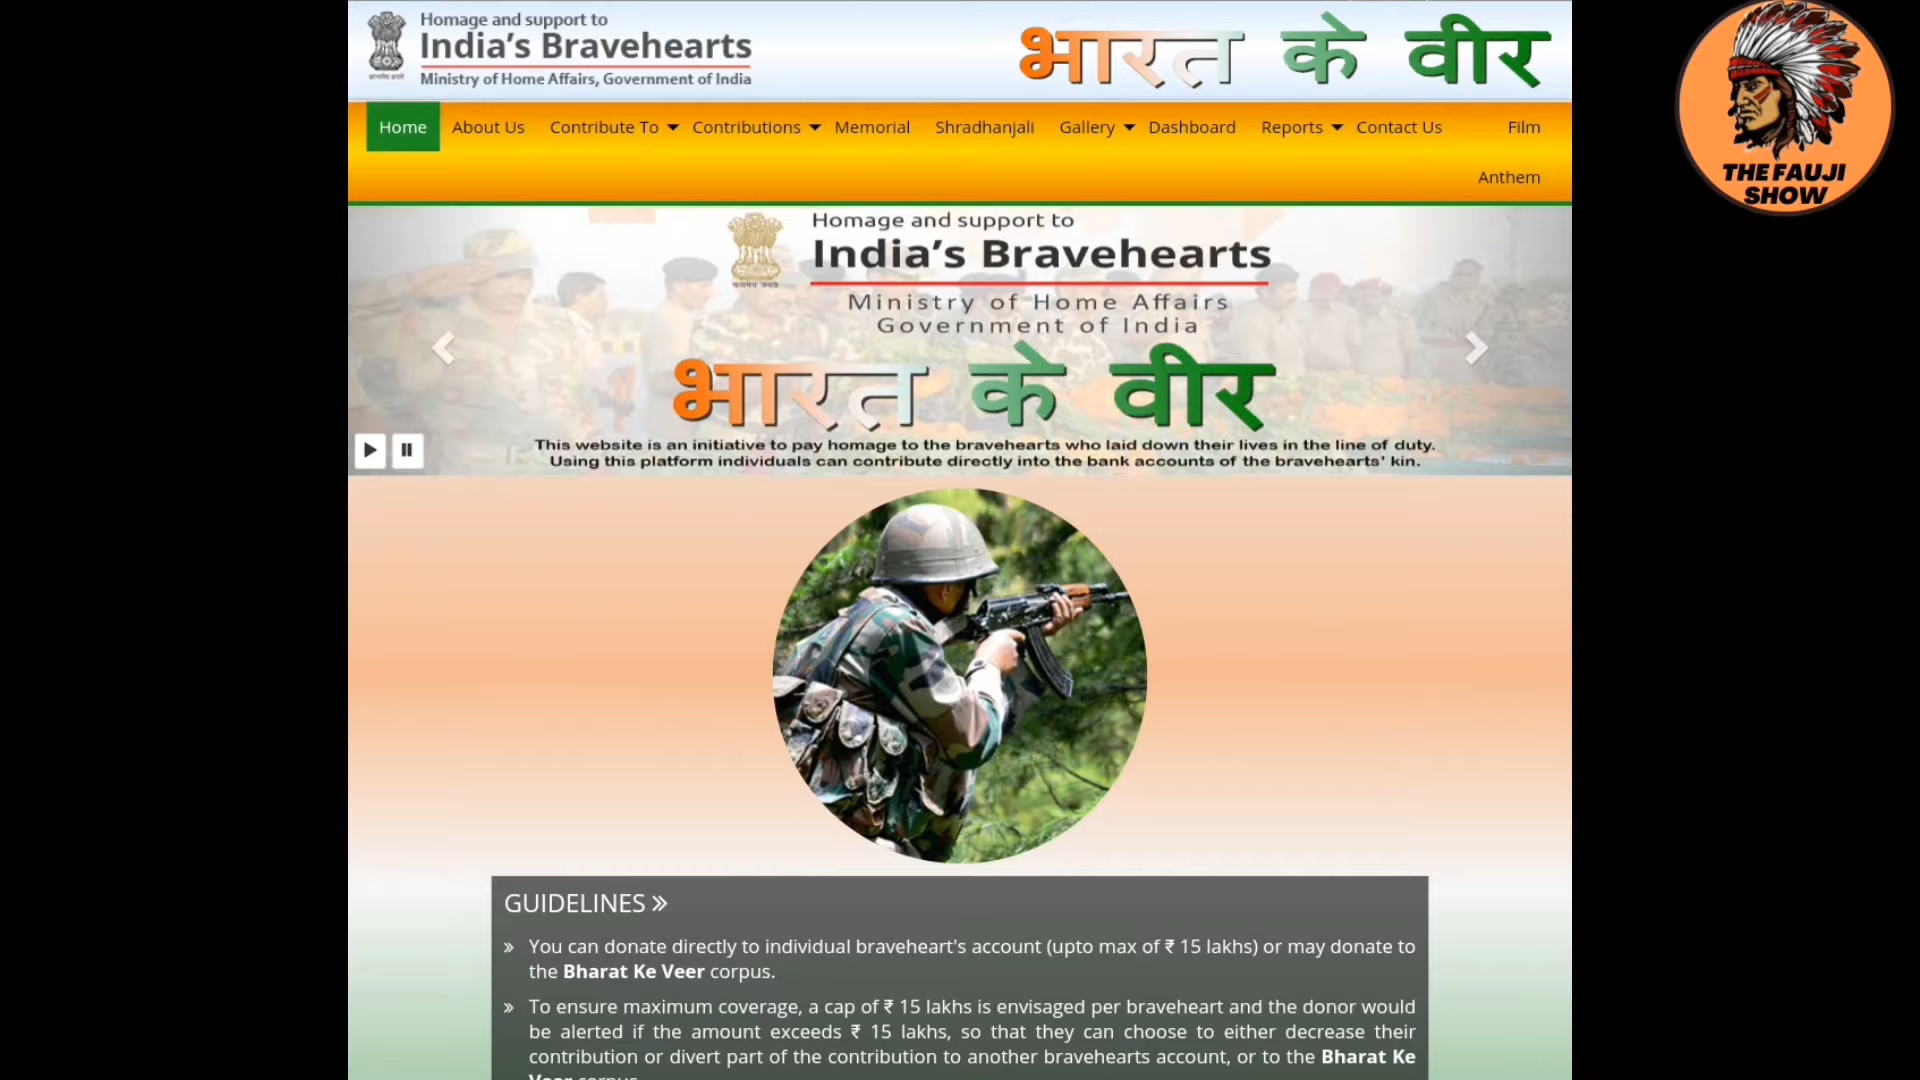 Homage and support to
India's Bravehearts
Ministry of Home Affairs, Government of India
भारत के वीर
THE FAUJI
SHOW
Home About Us Contribute To Contributions Memorial Shradhanjali Gallery Dashboard Reports Contact Us Film
Anthem
Homage and support to
India's Bravehearts
Ministry of Home Affairs
Government of India
भारत के वीर
This website is an initiative to pay homage to the bravehearts who laid down their lives in the line of duty.
Using this platform individuals can contribute directly into the bank accounts of the bravehearts' kin.
GUIDELINES »
» You can donate directly to individual braveheart's account (upto max of ₹ 15 lakhs) or may donate to
the Bharat Ke Veer corpus.
» To ensure maximum coverage, a cap of ₹ 15 lakhs is envisaged per braveheart and the donor would
be alerted if the amount exceeds ₹ 15 lakhs, so that they can choose to either decrease their
contribution or divert part of the contribution to another bravehearts account, or to the Bharat Ke
Veer corpus.